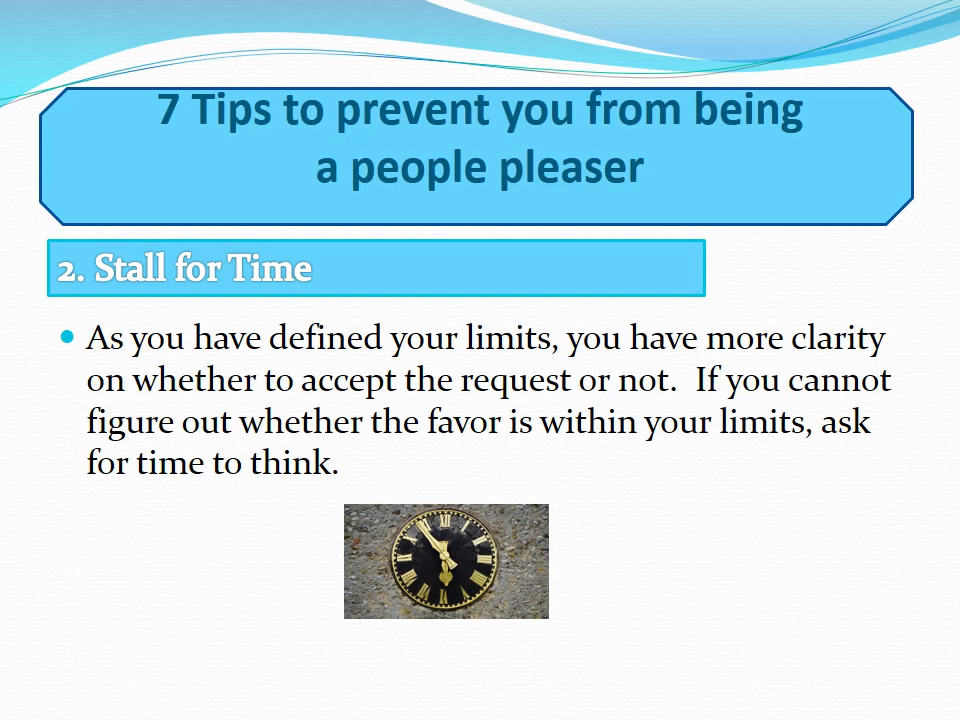 7 Tips to prevent you from being
a people pleaser
2. Stall for Time
As you have defined your limits, you have more clarity
on whether to accept the request or not.  If you cannot
figure out whether the favor is within your limits, ask
for time to think.